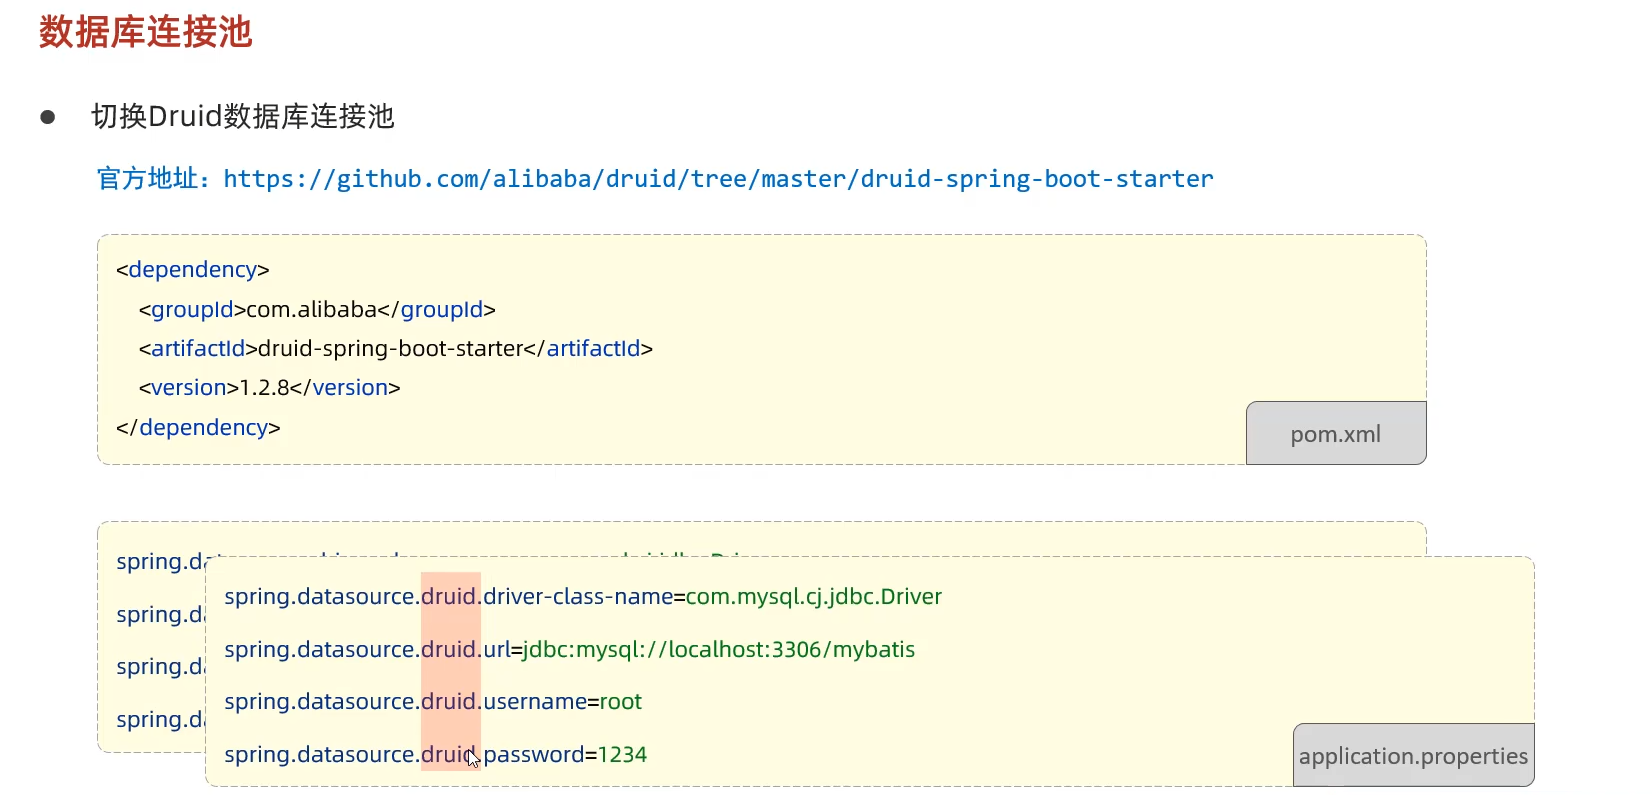 数据库连接池
● 切换Druid数据库连接池
官方地址：https://github.com/alibaba/druid/tree/master/druid-spring-boot-starter
<dependency>
<groupId>com.alibaba</groupId>
<artifactId>druid-spring-boot-starter</artifactId>
<version>1.2.8</version>
</dependency>
pom.xml
spring.da
spring.da
spring.da
spring.da
spring.datasource.druid.driver-class-name=com.mysql.cj.jdbc.Driver
spring.datasource.druid.url=jdbc:mysql://localhost:3306/mybatis
spring.datasource.druid.username=root
spring.datasource.druid.password=1234
application.properties